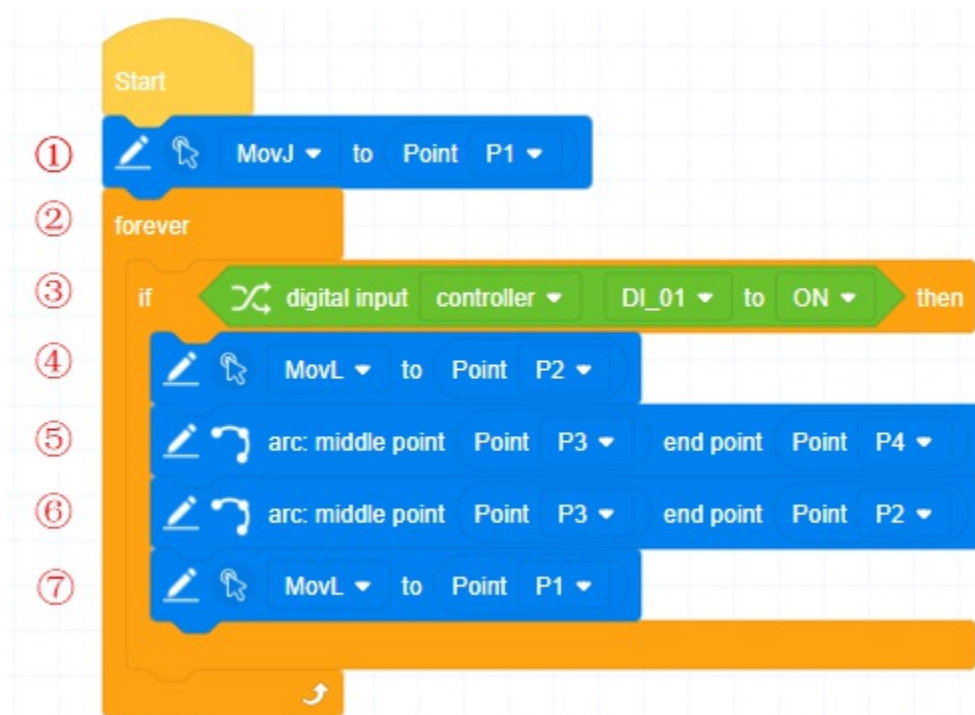 Start
① MovJ to Point P1
② forever
③ if digital input controller DI_01 to ON then
④ MovL to Point P2
⑤ arc: middle point Point P3 end point Point P4
⑥ arc: middle point Point P3 end point Point P2
⑦ MovL to Point P1